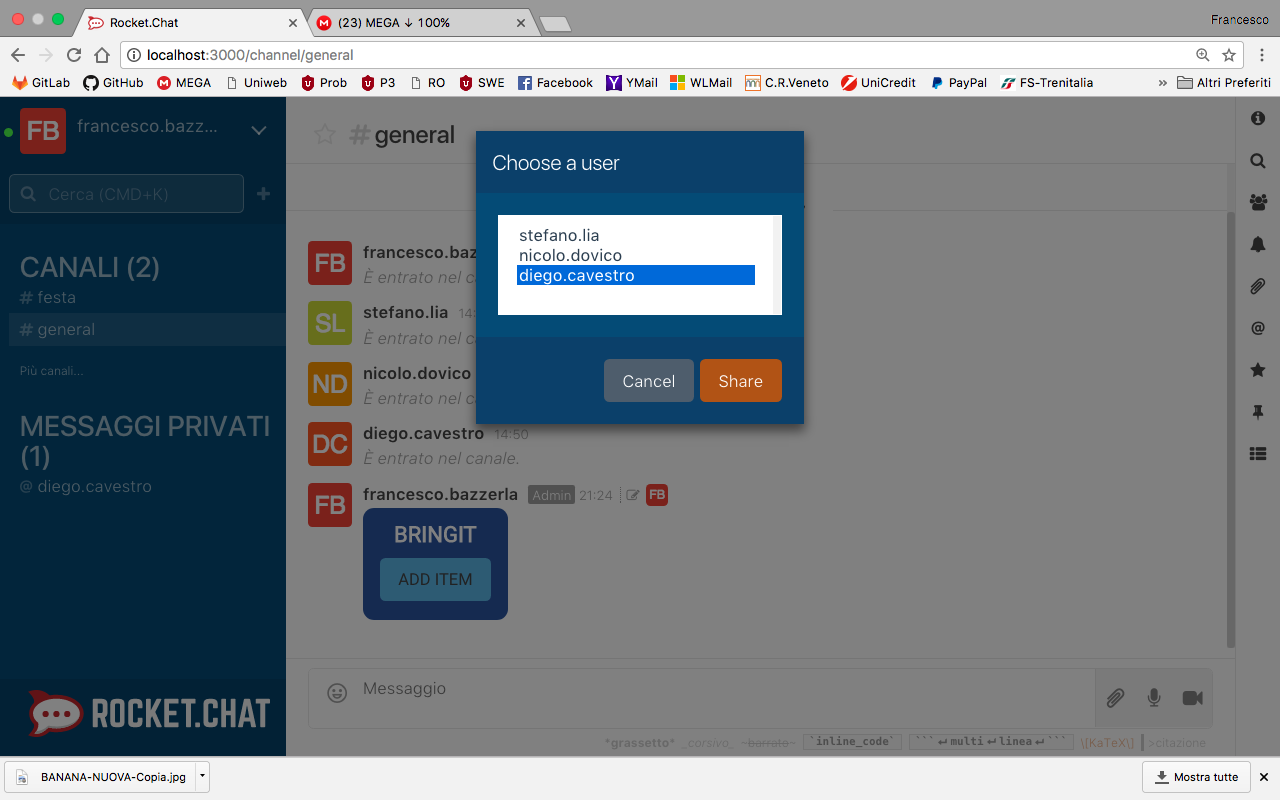 Rocket.Chat
(23) MEGA ↓ 100%
Francesco
localhost:3000/channel/general
GitLab
GitHub
MEGA
Uniweb
Prob
P3
RO
SWE
Facebook
YMail
WLMail
C.R.Veneto
UniCredit
PayPal
FS-Trenitalia
»
Altri Preferiti
FB
francesco.bazz...
Cerca (CMD+K)
CANALI (2)
# festa
# general
Più canali...
MESSAGGI PRIVATI
(1)
@ diego.cavestro
ROCKET.CHAT
#general
Choose a user
stefano.lia
nicolo.dovico
diego.cavestro
Cancel
Share
FB
francesco.baz
È entrato nel c
SL
stefano.lia 14:
È entrato nel c
ND
nicolo.dovico
È entrato nel c
DC
diego.cavestro 14:50
È entrato nel canale.
FB
francesco.bazzerla Admin 21:24 FB
BRINGIT
ADD ITEM
Messaggio
*grassetto* _corsivo_ ~barrato~ `inline_code` ```↵multi↵linea↵``` \[KaTeX\] >citazione
BANANA-NUOVA-Copia.jpg
Mostra tutte